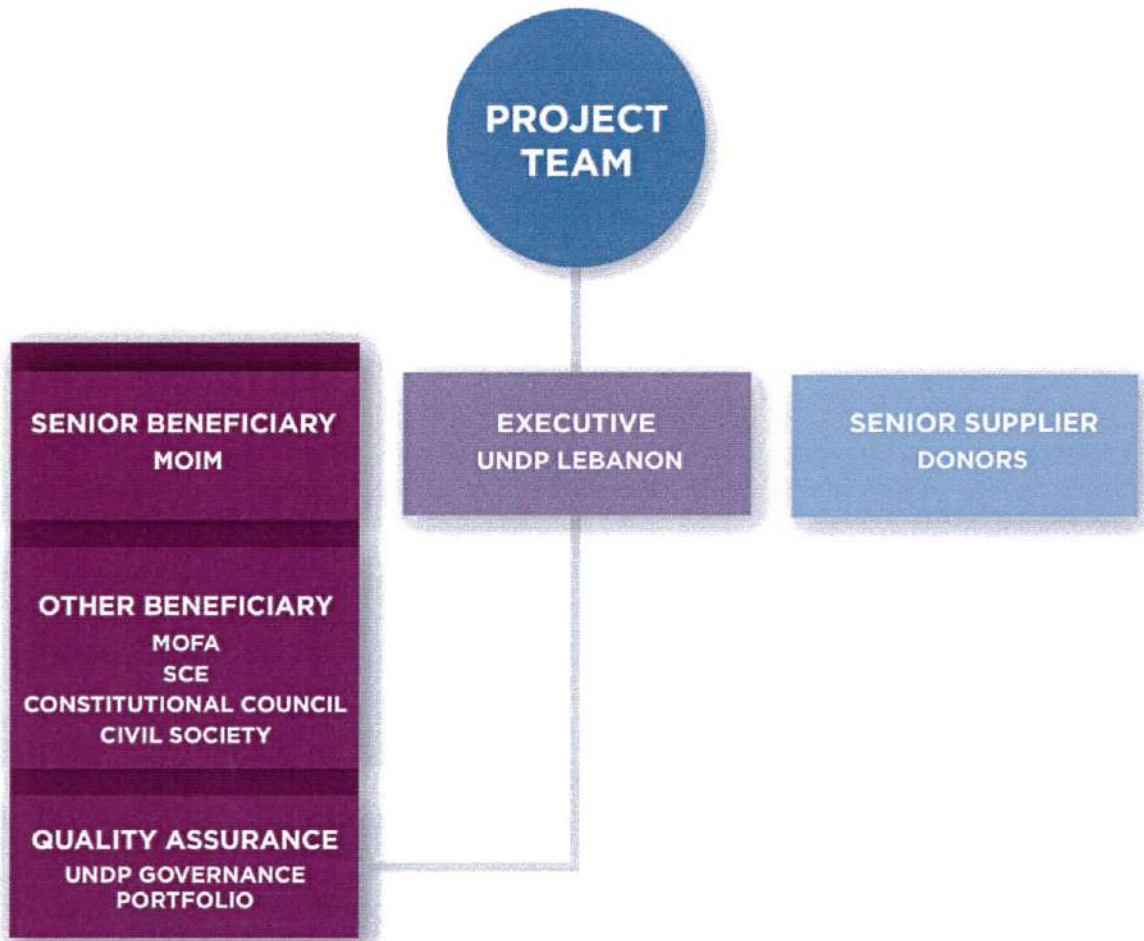 PROJECT
TEAM
SENIOR BENEFICIARY
MOIM
EXECUTIVE
UNDP LEBANON
SENIOR SUPPLIER
DONORS
OTHER BENEFICIARY
MOFA
SCE
CONSTITUTIONAL COUNCIL
CIVIL SOCIETY
QUALITY ASSURANCE
UNDP GOVERNANCE
PORTFOLIO